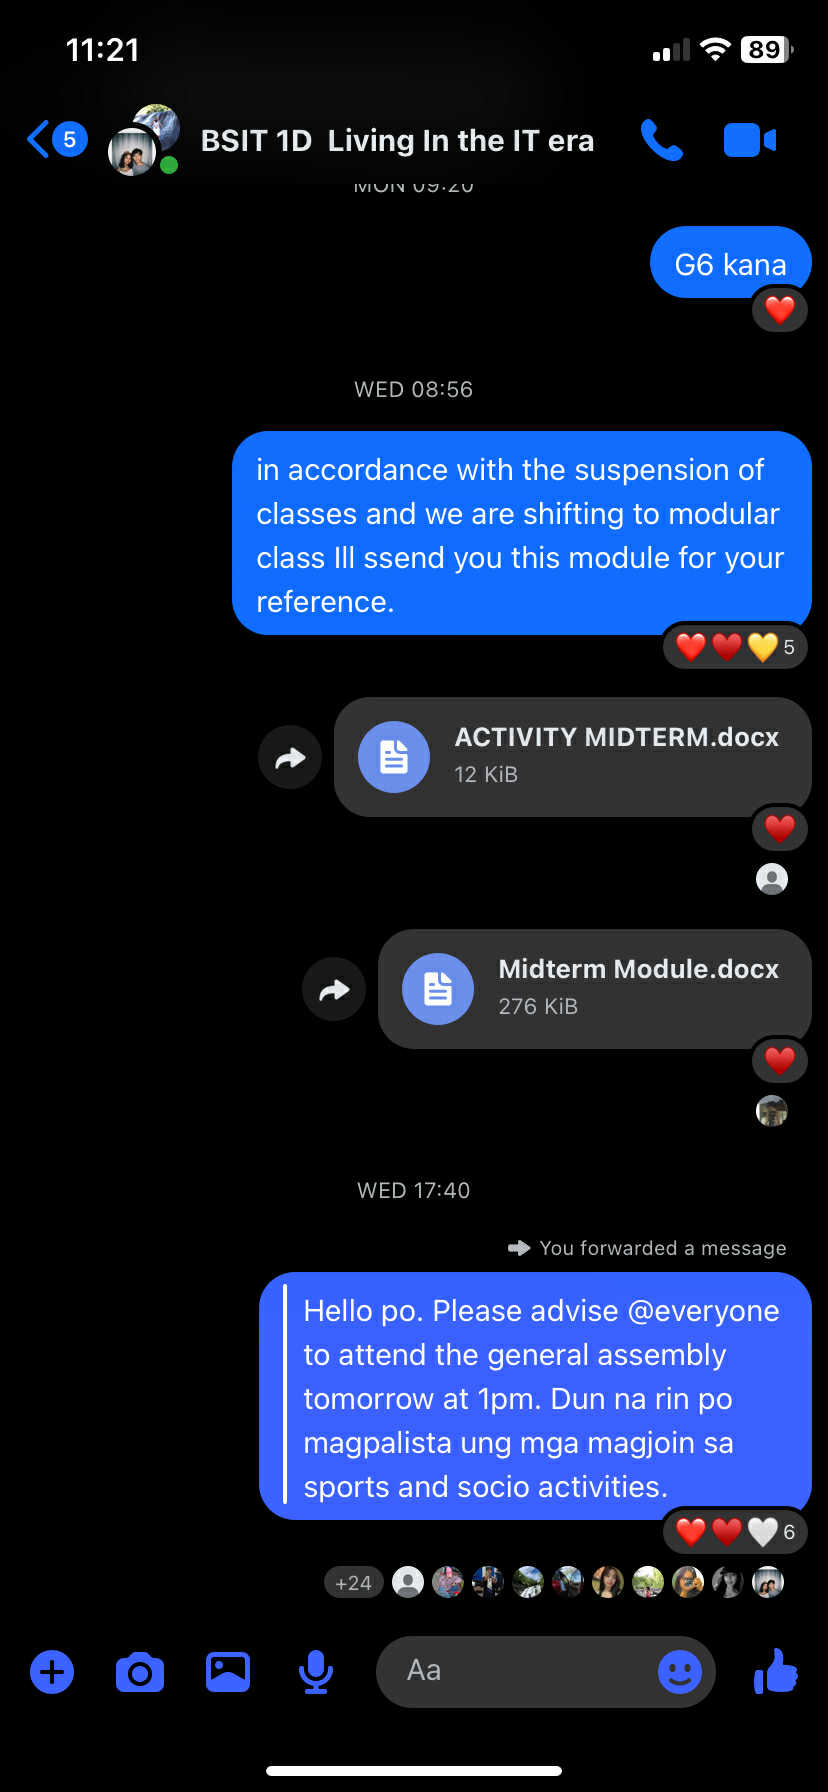 11:21
89
5
BSIT 1D Living In the IT era
MON 09:20
G6 kana
WED 08:56
in accordance with the suspension of
classes and we are shifting to modular
class Ill ssend you this module for your
reference.
5
ACTIVITY MIDTERM.docx
12 KiB
Midterm Module.docx
276 KiB
WED 17:40
You forwarded a message
Hello po. Please advise @everyone
to attend the general assembly
tomorrow at 1pm. Dun na rin po
magpalista ung mga magjoin sa
sports and socio activities.
6
+24
Aa